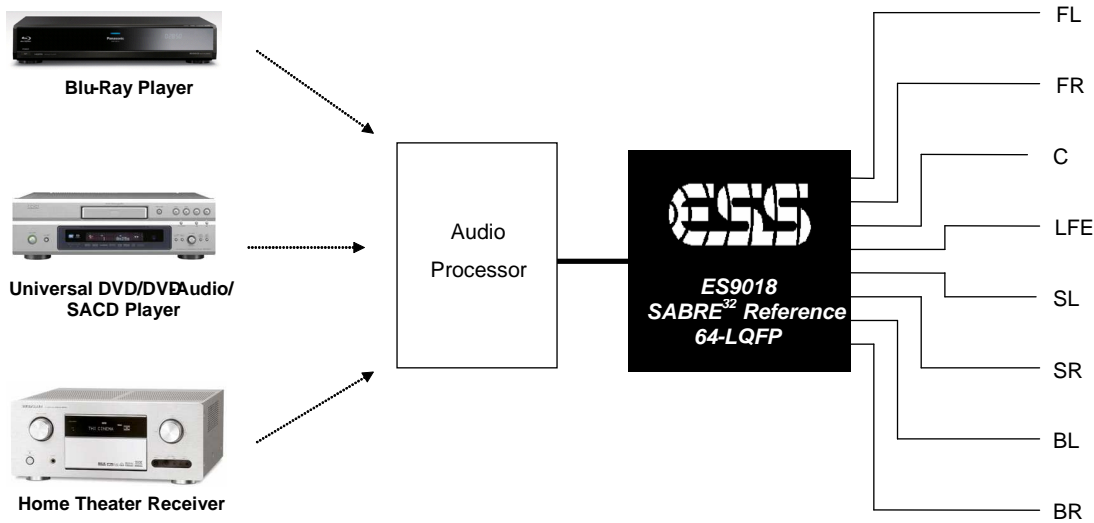 Blu-Ray Player
Universal DVD/DVD-Audio/
SACD Player
Home Theater Receiver
Audio
Processor
ESS
ES9018
SABRE³² Reference
64-LQFP
FL
FR
C
LFE
SL
SR
BL
BR